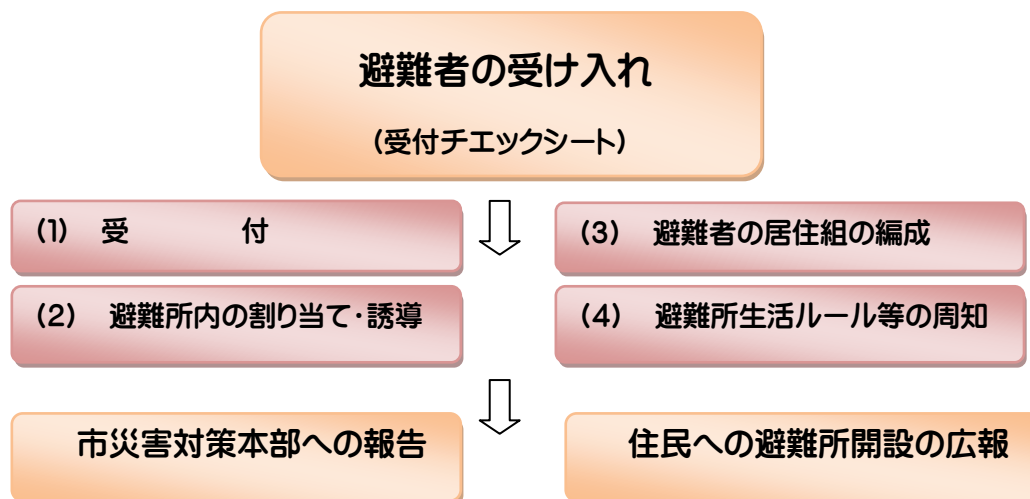 避難者の受け入れ
(受付チエックシート)
(1) 受 付
(2) 避難所内の割り当て・誘導
(3) 避難者の居住組の編成
(4) 避難所生活ルール等の周知
市災害対策本部への報告
住民への避難所開設の広報